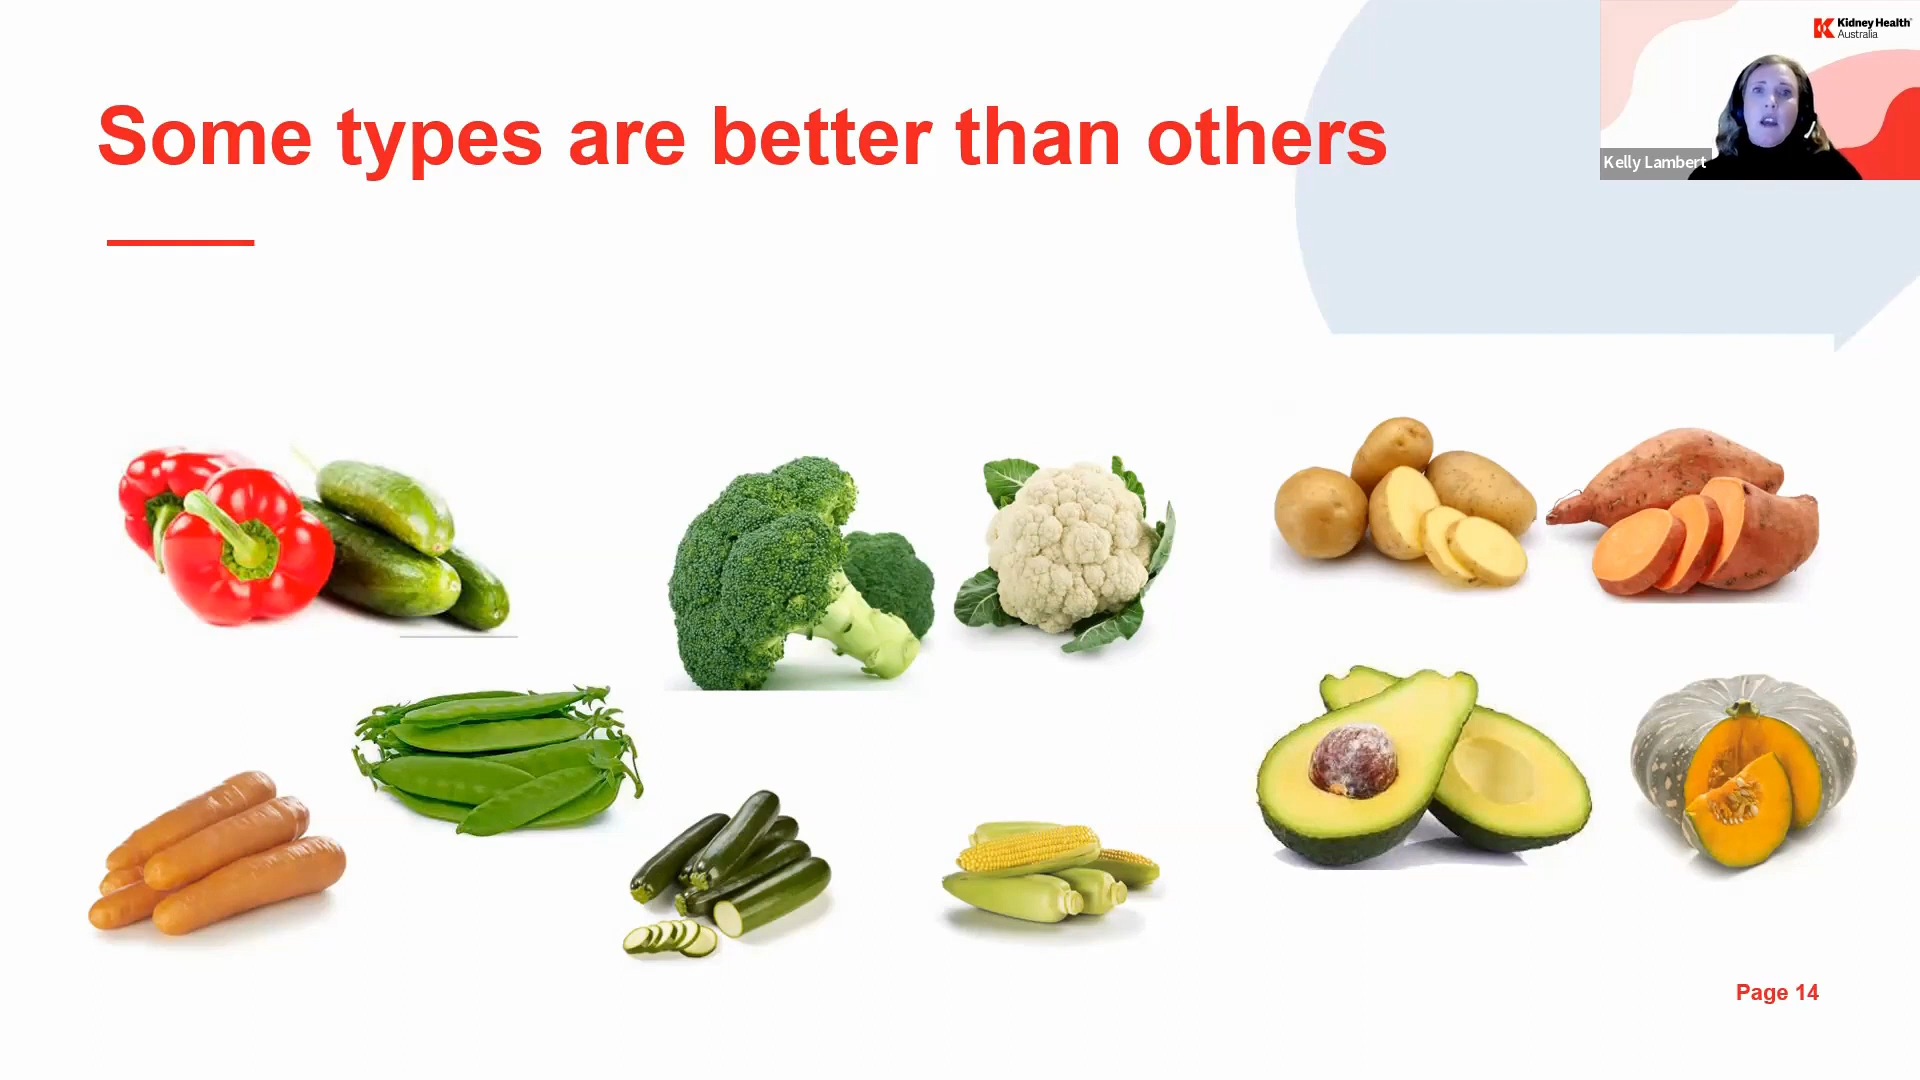 Kidney Health
Australia
Some types are better than others
Kelly Lambert
Page 14